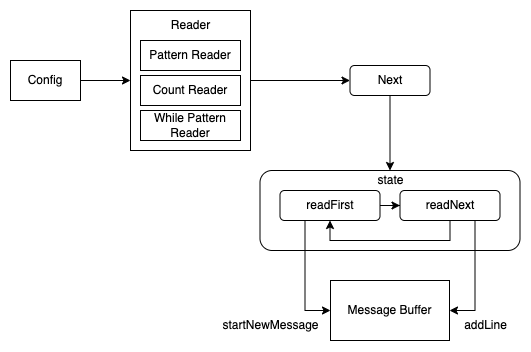 Reader
Pattern Reader
Config
Count Reader
Next
While Pattern
Reader
state
readFirst
readNext
Message Buffer
startNewMessage
addLine